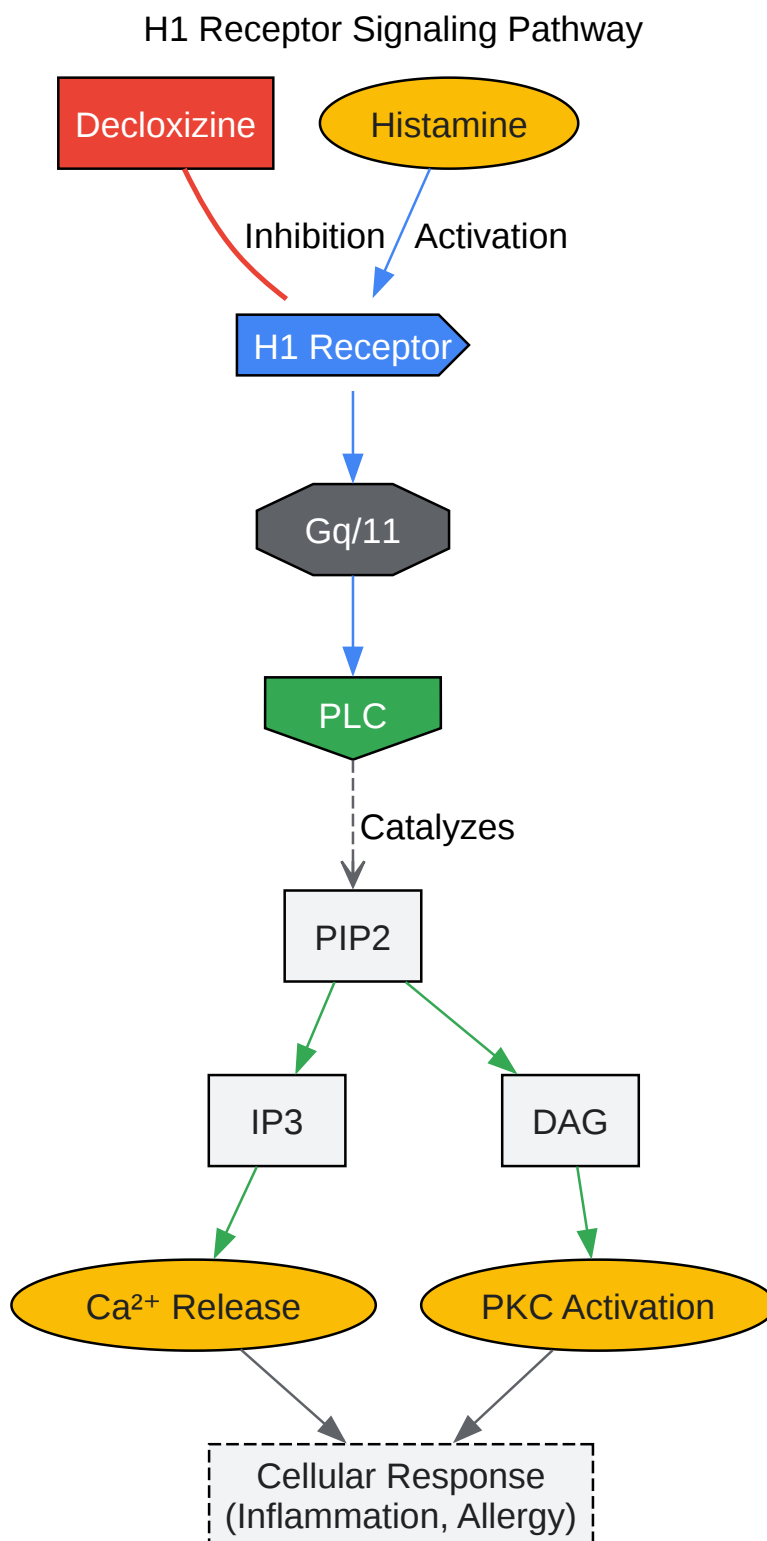 H1 Receptor Signaling Pathway
Decloxizine
Histamine
Inhibition
Activation
H1 Receptor
Gq/11
PLC
Catalyzes
PIP2
IP3
DAG
Ca²⁺ Release
PKC Activation
Cellular Response
(Inflammation, Allergy)